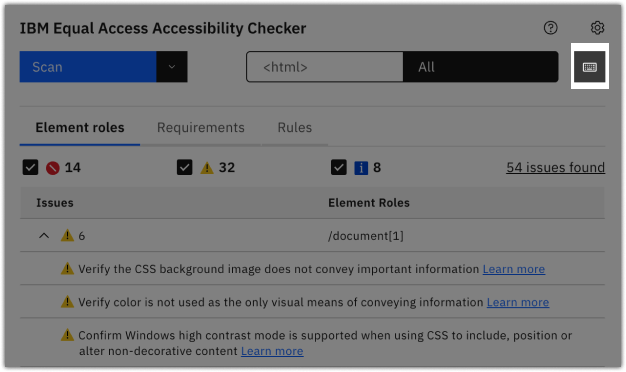 IBM Equal Access Accessibility Checker
Scan <html> All
Element roles Requirements Rules
14 32 8 54 issues found
Issues Element Roles
6 /document[1]
Verify the CSS background image does not convey important information Learn more
Verify color is not used as the only visual means of conveying information Learn more
Confirm Windows high contrast mode is supported when using CSS to include, position or
alter non-decorative content Learn more